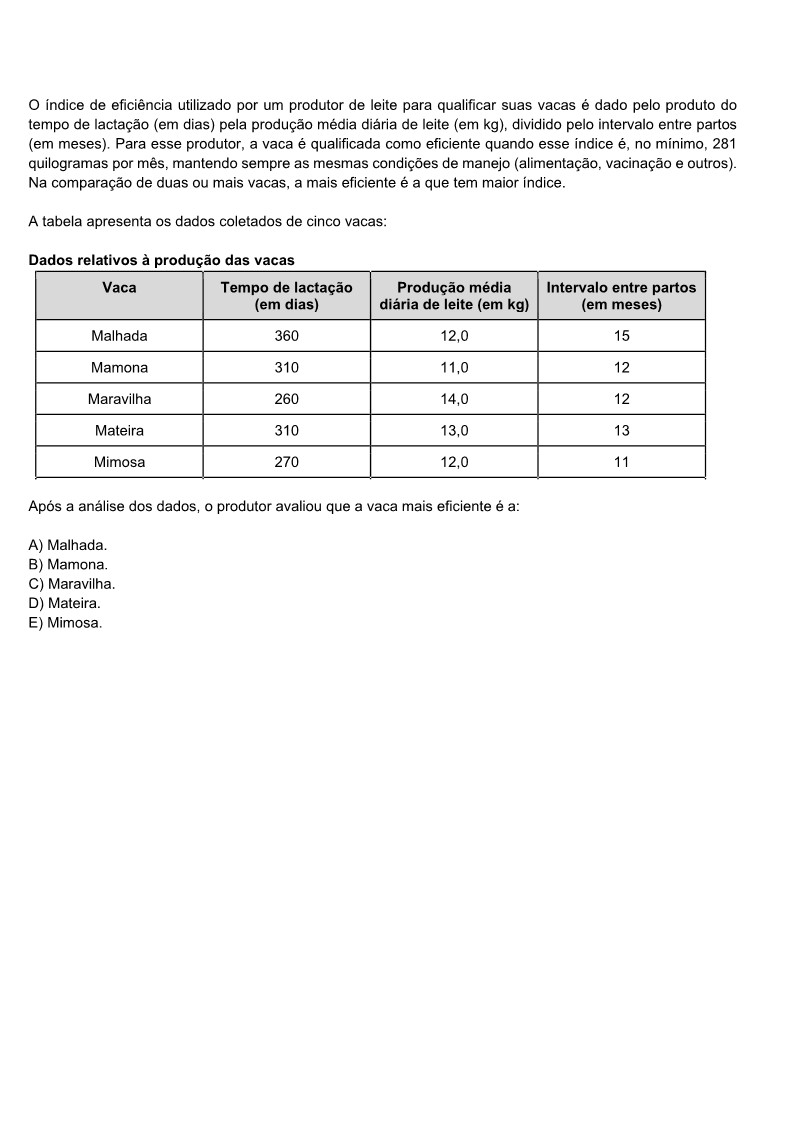 O índice de eficiência utilizado por um produtor de leite para qualificar suas vacas é dado pelo produto do
tempo de lactação (em dias) pela produção média diária de leite (em kg), dividido pelo intervalo entre partos
(em meses). Para esse produtor, a vaca é qualificada como eficiente quando esse índice é, no mínimo, 281
quilogramas por mês, mantendo sempre as mesmas condições de manejo (alimentação, vacinação e outros).
Na comparação de duas ou mais vacas, a mais eficiente é a que tem maior índice.
A tabela apresenta os dados coletados de cinco vacas:
Dados relativos à produção das vacas
Vaca Tempo de lactação Produção média Intervalo entre partos
(em dias) diária de leite (em kg) (em meses)
Malhada 360 12,0 15
Mamona 310 11,0 12
Maravilha 260 14,0 12
Mateira 310 13,0 13
Mimosa 270 12,0 11
Após a análise dos dados, o produtor avaliou que a vaca mais eficiente é a:
A) Malhada.
B) Mamona.
C) Maravilha.
D) Mateira.
E) Mimosa.